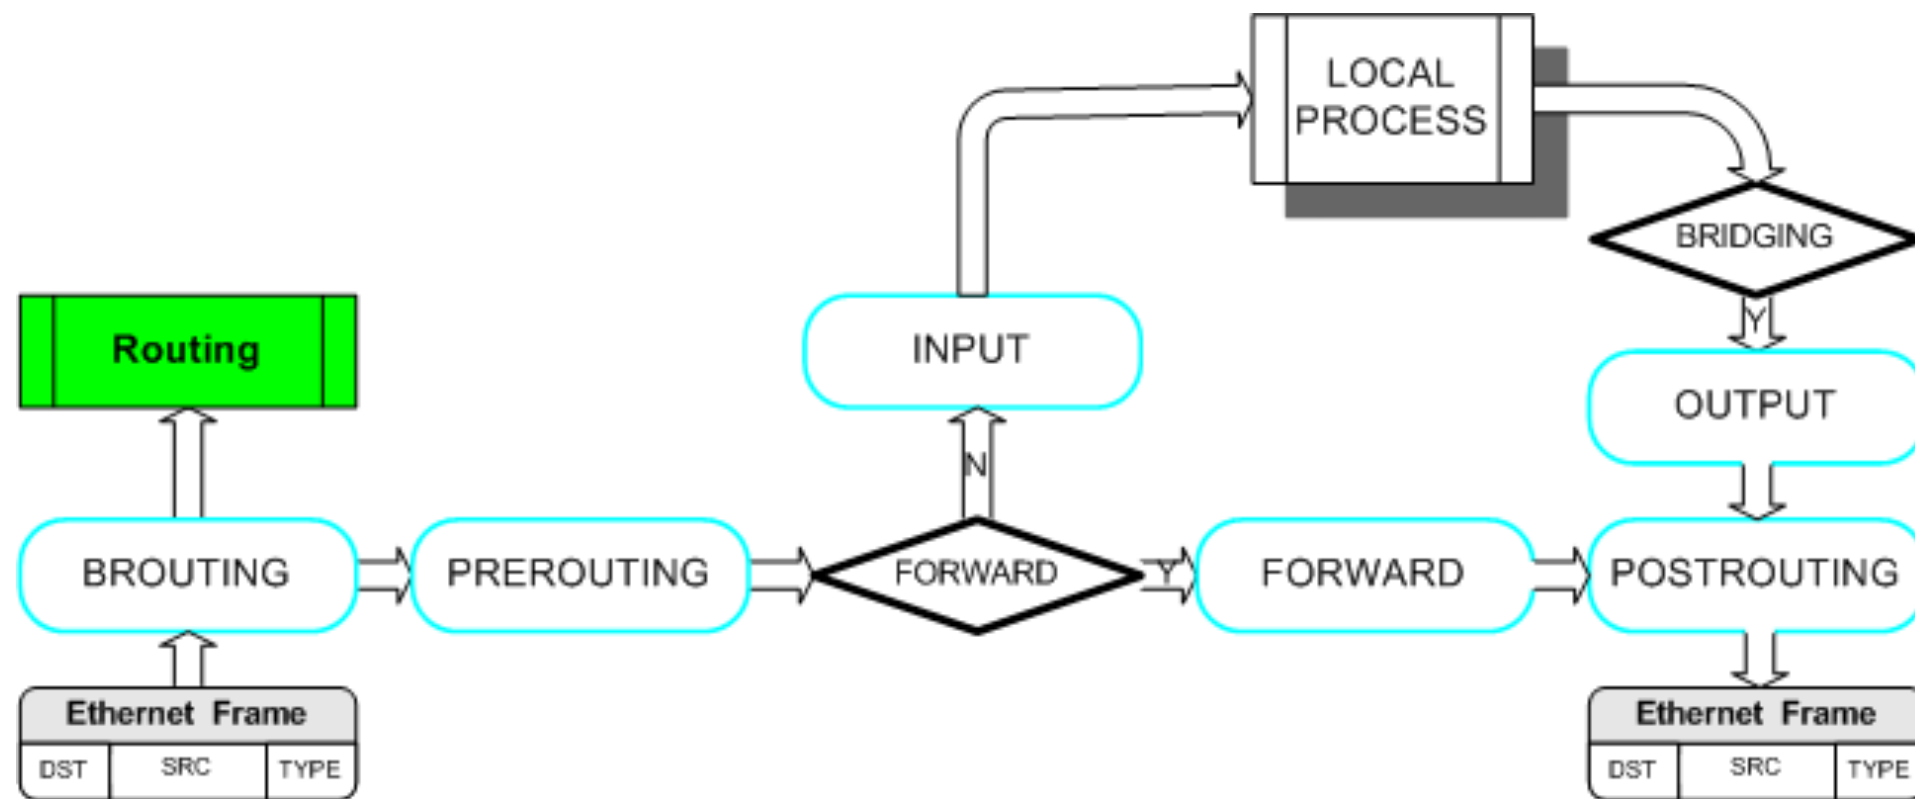 LOCAL
PROCESS
BRIDGING
Y
Routing
INPUT
OUTPUT
N
BROUTING
PREROUTING
FORWARD
Y
FORWARD
POSTROUTING
Ethernet Frame
DST SRC TYPE
Ethernet Frame
DST SRC TYPE